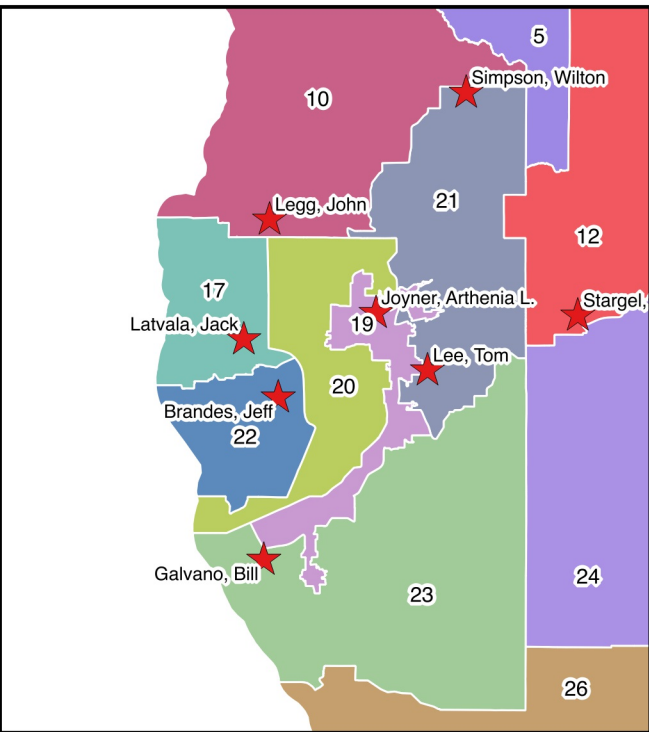 5
Simpson, Wilton
10
21
Legg, John
12
17
Joyner, Arthenia L.
Stargel,
Latvala, Jack
19
Lee, Tom
20
Brandes, Jeff
22
Galvano, Bill
24
23
26